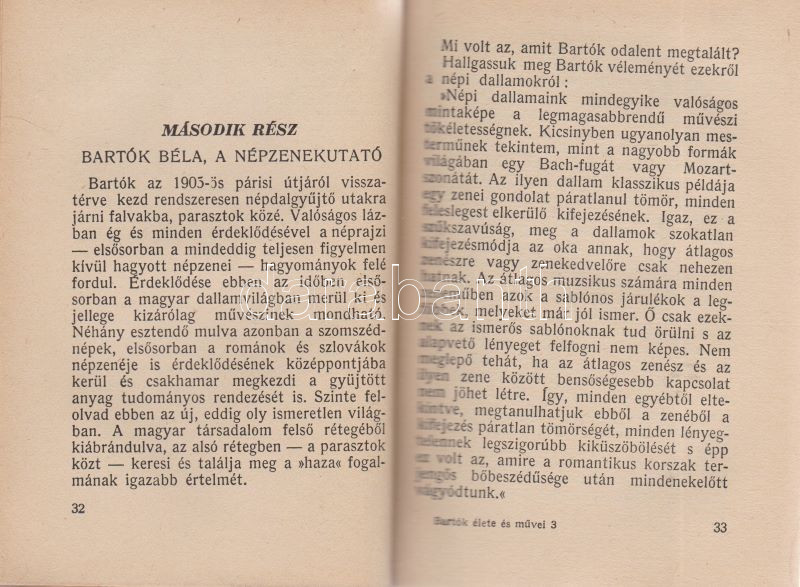 MÁSODIK RÉSZ
BARTÓK BÉLA, A NÉPZENEKUTATÓ
Bartók az 1905-ös párisi útjáról vissza-
térve kezd rendszeresen népdalgyűjtő utakra
járni falvakba, parasztok közé. Valóságos láz-
ban ég és minden érdeklődésével a néprajzi
— elsősorban a mindeddig teljesen figyelmen
kívül hagyott népzenei — hagyományok felé
fordul. Érdeklődése ebben az időben első-
sorban a magyar dallamvilágban merül ki és
jellege kizárólag művészinek mondható.
Néhány esztendő mulva azonban a szomszéd-
népek, elsősorban a románok és szlovákok
népzenéje is érdeklődésének középpontjába
kerül és csakhamar megkezdi a gyüjtött
anyag tudományos rendezését is. Szinte fel-
olvad ebben az új, eddig oly ismeretlen világ-
ban. A magyar társadalom felső rétegéből
kiábrándulva, az alsó rétegben — a parasztok
közt — keresi és találja meg a »haza« fogal-
mának igazabb értelmét.
32
Mi volt az, amit Bartók odalent megtalált?
Hallgassuk meg Bartók véleményét ezekről
a népi dallamokról :
»Népi dallamaink mindegyike valóságos
mintaképe a legmagasabbrendű művészi
tökéletességnek. Kicsinyben ugyanolyan mes-
terműnek tekintem, mint a nagyobb formák
világában egy Bach-fugát vagy Mozart-
szonátát. Az ilyen dallam klasszikus példája
egy zenei gondolat páratlanul tömör, minden
feleslegest elkerülő kifejezésének. Igaz, ez a
szűkszavúság, meg a dallamok szokatlan
kifejezésmódja az oka annak, hogy átlagos
zenészre vagy zenekedvelőre csak nehezen
hatnak. Az átlagos muzsikus számára minden
zeneműben azok a sablónos járulékok a leg-
főbbek, melyeket már jól ismer. Ő csak ezek-
nek az ismerős sablónoknak tud örülni s az
alapvető lényeget felfogni nem képes. Nem
meglepő tehát, ha az átlagos zenész és az
ilyen zene között bensőségesebb kapcsolat
nem jöhet létre. Így, minden egyébtől elte-
kintve, megtanulhatjuk ebből a zenéből a
kifejezés páratlan tömörségét, minden lényeg-
telennek legszigorúbb kiküszöbölését s épp
ez volt az, amire a romantikus korszak ter-
jengős bőbeszédűsége után mindenekelőtt
vágyódtunk.«
Bartók élete és művei 3
33
darabanth